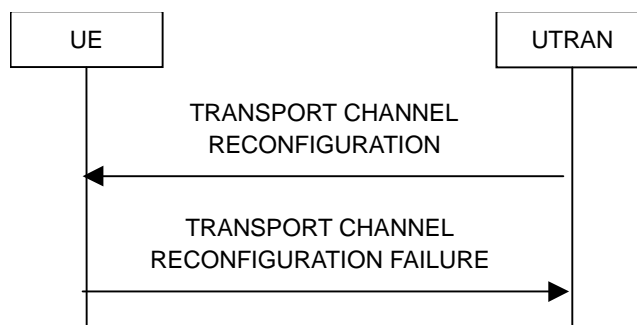 UE
UTRAN
TRANSPORT CHANNEL
RECONFIGURATION
TRANSPORT CHANNEL
RECONFIGURATION FAILURE